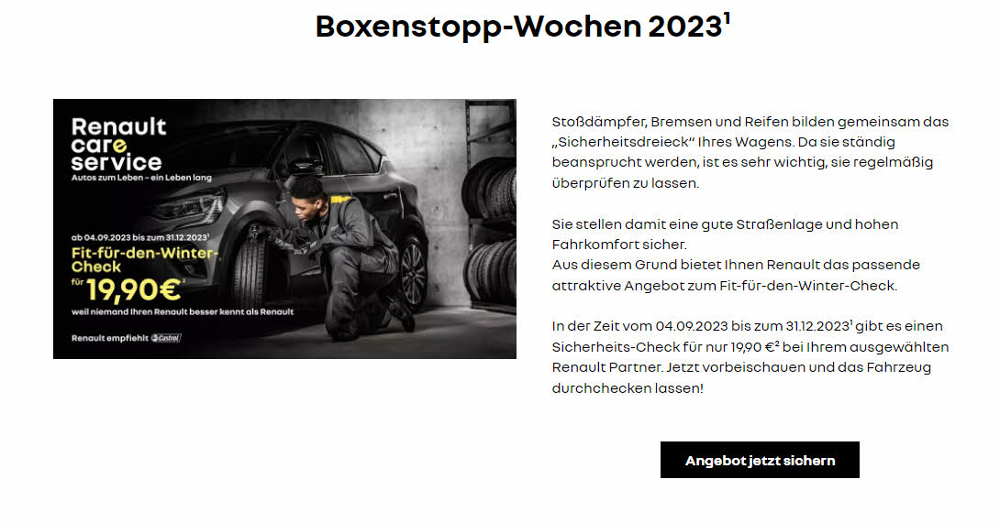 Boxenstopp-Wochen 2023¹
Renault
care
service
Autos zum Leben – ein Leben lang
ab 04.09.2023 bis zum 31.12.2023¹
Fit-für-den-Winter-
Check
für 19,90€²
weil niemand Ihren Renault besser kennt als Renault
Renault empfiehlt Castrol
Stoßdämpfer, Bremsen und Reifen bilden gemeinsam das
„Sicherheitsdreieck“ Ihres Wagens. Da sie ständig
beansprucht werden, ist es sehr wichtig, sie regelmäßig
überprüfen zu lassen.
Sie stellen damit eine gute Straßenlage und hohen
Fahrkomfort sicher.
Aus diesem Grund bietet Ihnen Renault das passende
attraktive Angebot zum Fit-für-den-Winter-Check.
In der Zeit vom 04.09.2023 bis zum 31.12.2023¹ gibt es einen
Sicherheits-Check für nur 19,90 €² bei Ihrem ausgewählten
Renault Partner. Jetzt vorbeischauen und das Fahrzeug
durchchecken lassen!
Angebot jetzt sichern